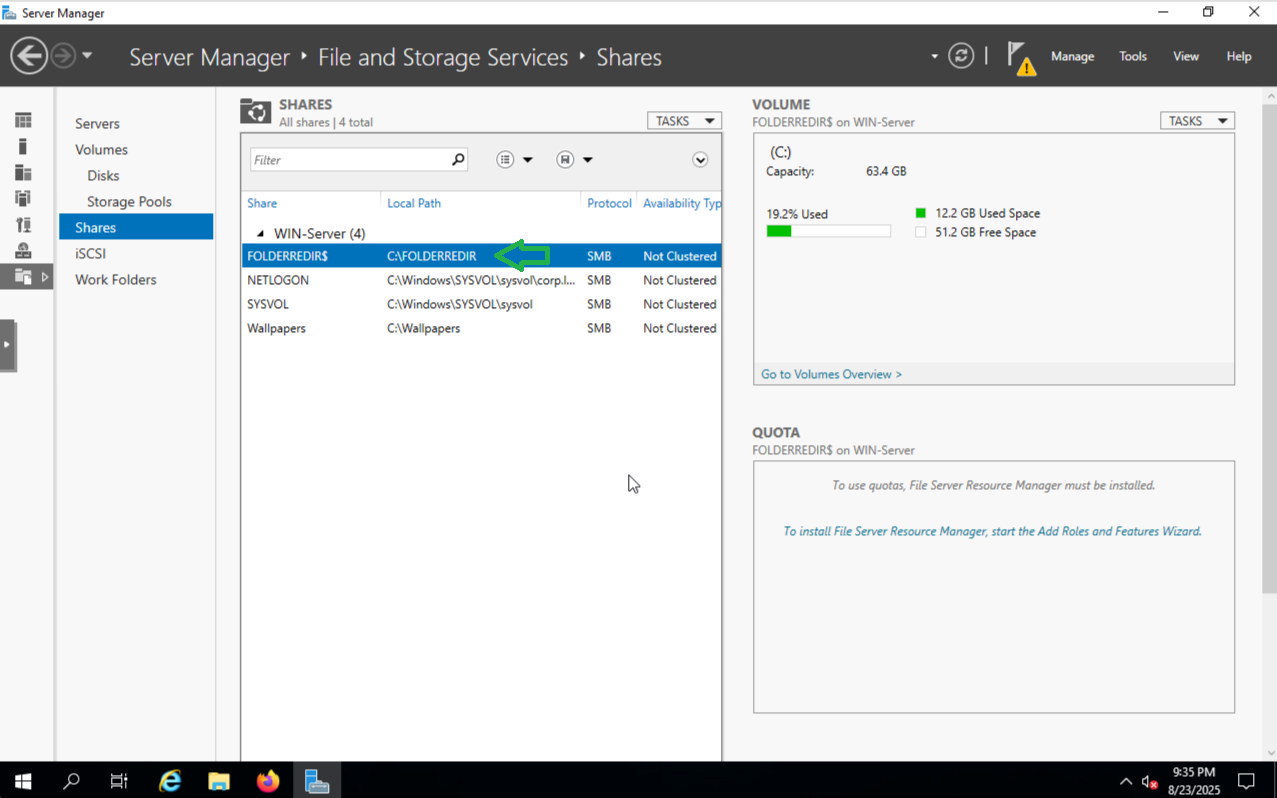 Server Manager
Server Manager ‣ File and Storage Services ‣ Shares
Manage Tools View Help
Servers
Volumes
Disks
Storage Pools
Shares
iSCSI
Work Folders
SHARES
All shares | 4 total
TASKS
Filter
Share Local Path Protocol Availability Typ
WIN-Server (4)
FOLDERREDIR$ C:\FOLDERREDIR SMB Not Clustered
NETLOGON C:\Windows\SYSVOL\sysvol\corp.l... SMB Not Clustered
SYSVOL C:\Windows\SYSVOL\sysvol SMB Not Clustered
Wallpapers C:\Wallpapers SMB Not Clustered
VOLUME
FOLDERREDIR$ on WIN-Server
TASKS
(C:)
Capacity: 63.4 GB
19.2% Used
12.2 GB Used Space
51.2 GB Free Space
Go to Volumes Overview >
QUOTA
FOLDERREDIR$ on WIN-Server
To use quotas, File Server Resource Manager must be installed.
To install File Server Resource Manager, start the Add Roles and Features Wizard.
9:35 PM
8/23/2025